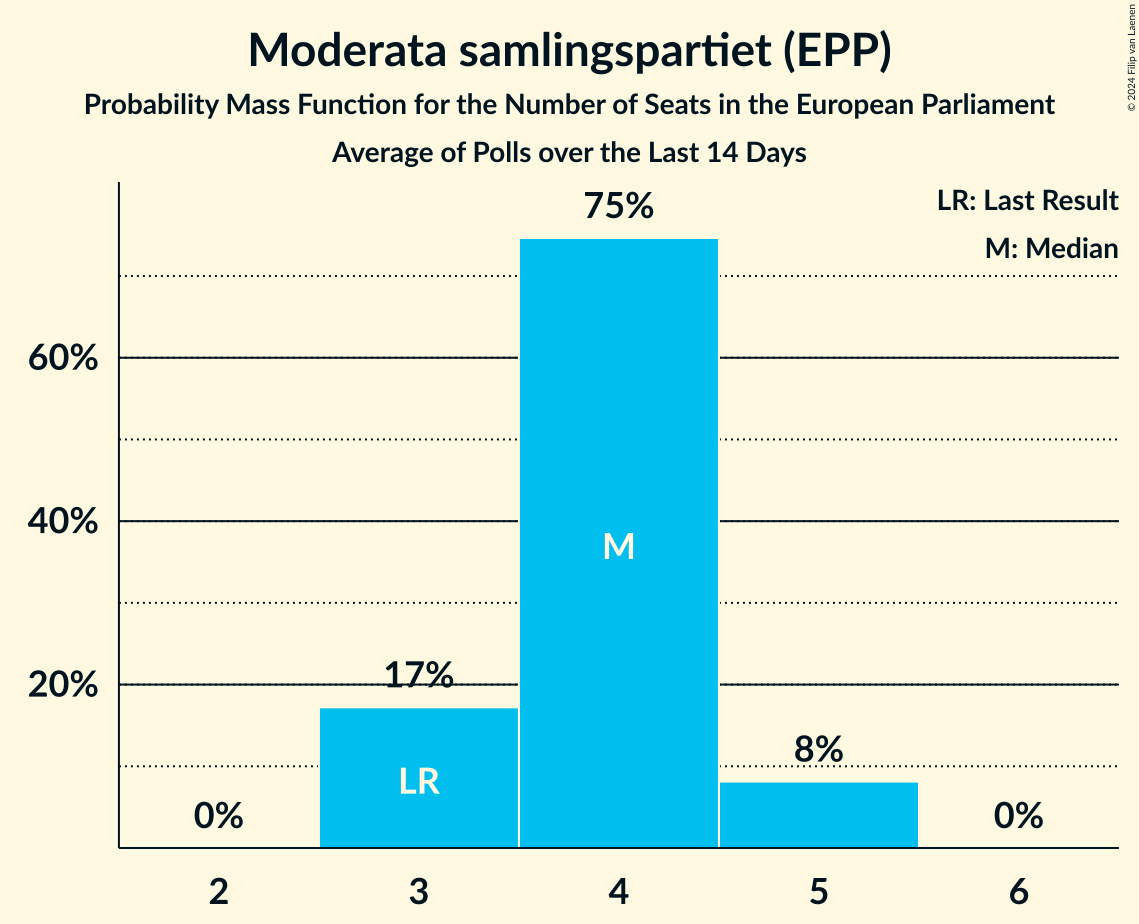 Moderata samlingspartiet (EPP)
Probability Mass Function for the Number of Seats in the European Parliament
Average of Polls over the Last 14 Days
© 2024 Filip van Laenen
LR: Last Result
M: Median
75%
60%
40%
20%
17%
8%
0%
0%
M
LR
2 3 4 5 6